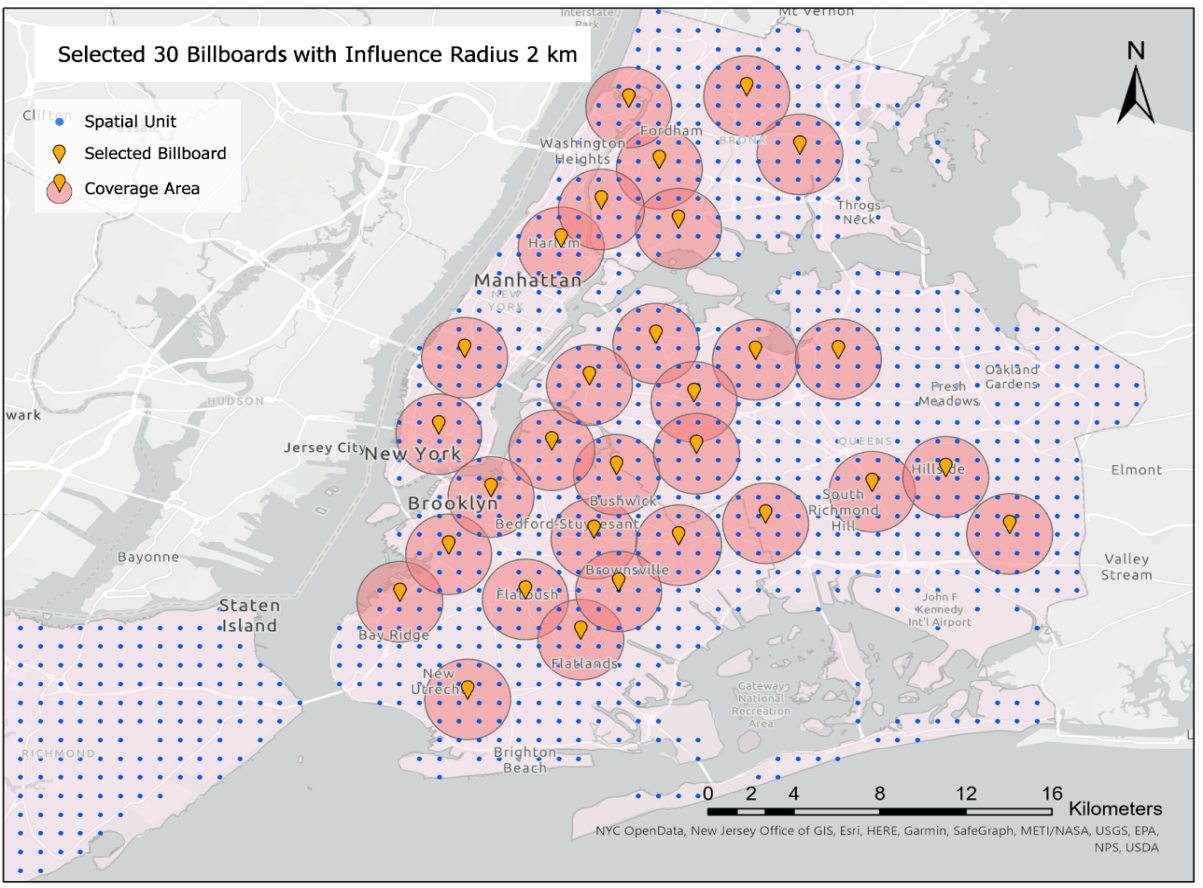 Interstate
Park
Mt Vernon
Selected 30 Billboards with Influence Radius 2 km
N
Clifton
Passaic
Spatial Unit
Selected Billboard
Coverage Area
Fordham
BRONX
Washington
Heights
Throgs
Neck
Harlem
Manhattan
NEW
YORK
Oakland
Gardens
Fresh
Meadows
HUDSON
wark
Jersey City
New York
QUEENS
Hillside
Elmont
South
Richmond
Hill
Bushwick
Brooklyn
Bedford-Stuyvesant
Bayonne
Brownsville
Valley
Stream
Flatbush
Staten
Island
John F
Kennedy
Int'l Airport
Bay Ridge
Flatlands
New
Utrech
Gateway
National
Recreation
Area
RICHMOND
Brighton
Beach
L
0 2 4 8 12 16
Kilometers
NYC OpenData, New Jersey Office of GIS, Esri, HERE, Garmin, SafeGraph, METI/NASA, USGS, EPA,
NPS, USDA